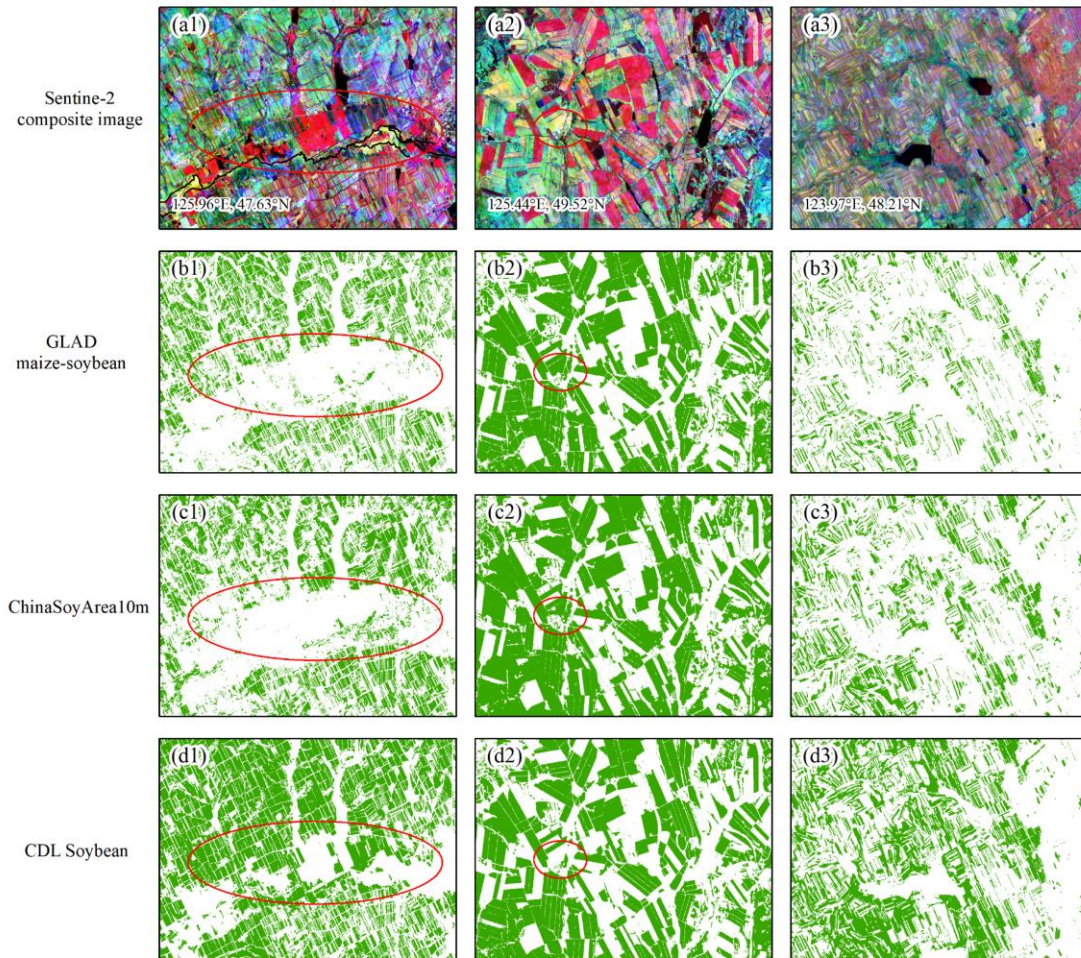 (a1)
(a2)
(a3)
Sentine-2
composite image
125.96°E, 47.63°N
125.44°E, 49.52°N
123.97°E, 48.21°N
(b1)
(b2)
(b3)
GLAD
maize-soybean
(c1)
(c2)
(c3)
ChinaSoyArea10m
(d1)
(d2)
(d3)
CDL Soybean